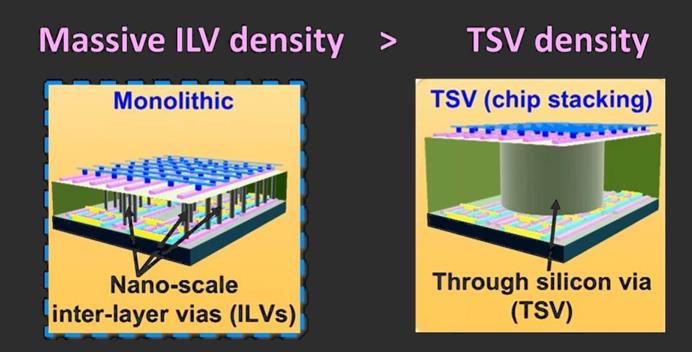 Massive ILV density > TSV density
Monolithic
Nano-scale
inter-layer vias (ILVs)
TSV (chip stacking)
Through silicon via
(TSV)